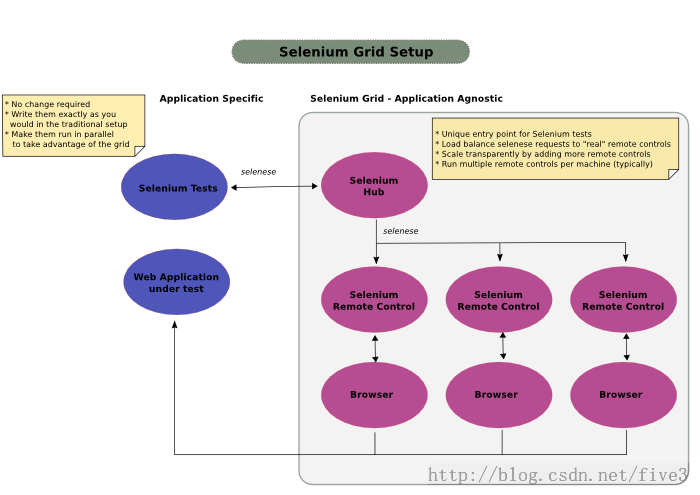 Selenium Grid Setup
Application Specific
Selenium Grid - Application Agnostic
* No change required
* Write them exactly as you
would in the traditional setup
* Make them run in parallel
to take advantage of the grid
* Unique entry point for Selenium tests
* Load balance selenese requests to "real" remote controls
* Scale transparently by adding more remote controls
* Run multiple remote controls per machine (typically)
Selenium Tests
selenese
Selenium
Hub
selenese
Web Application
under test
Selenium
Remote Control
Selenium
Remote Control
Selenium
Remote Control
Browser
Browser
Browser
http://blog.csdn.net/five3